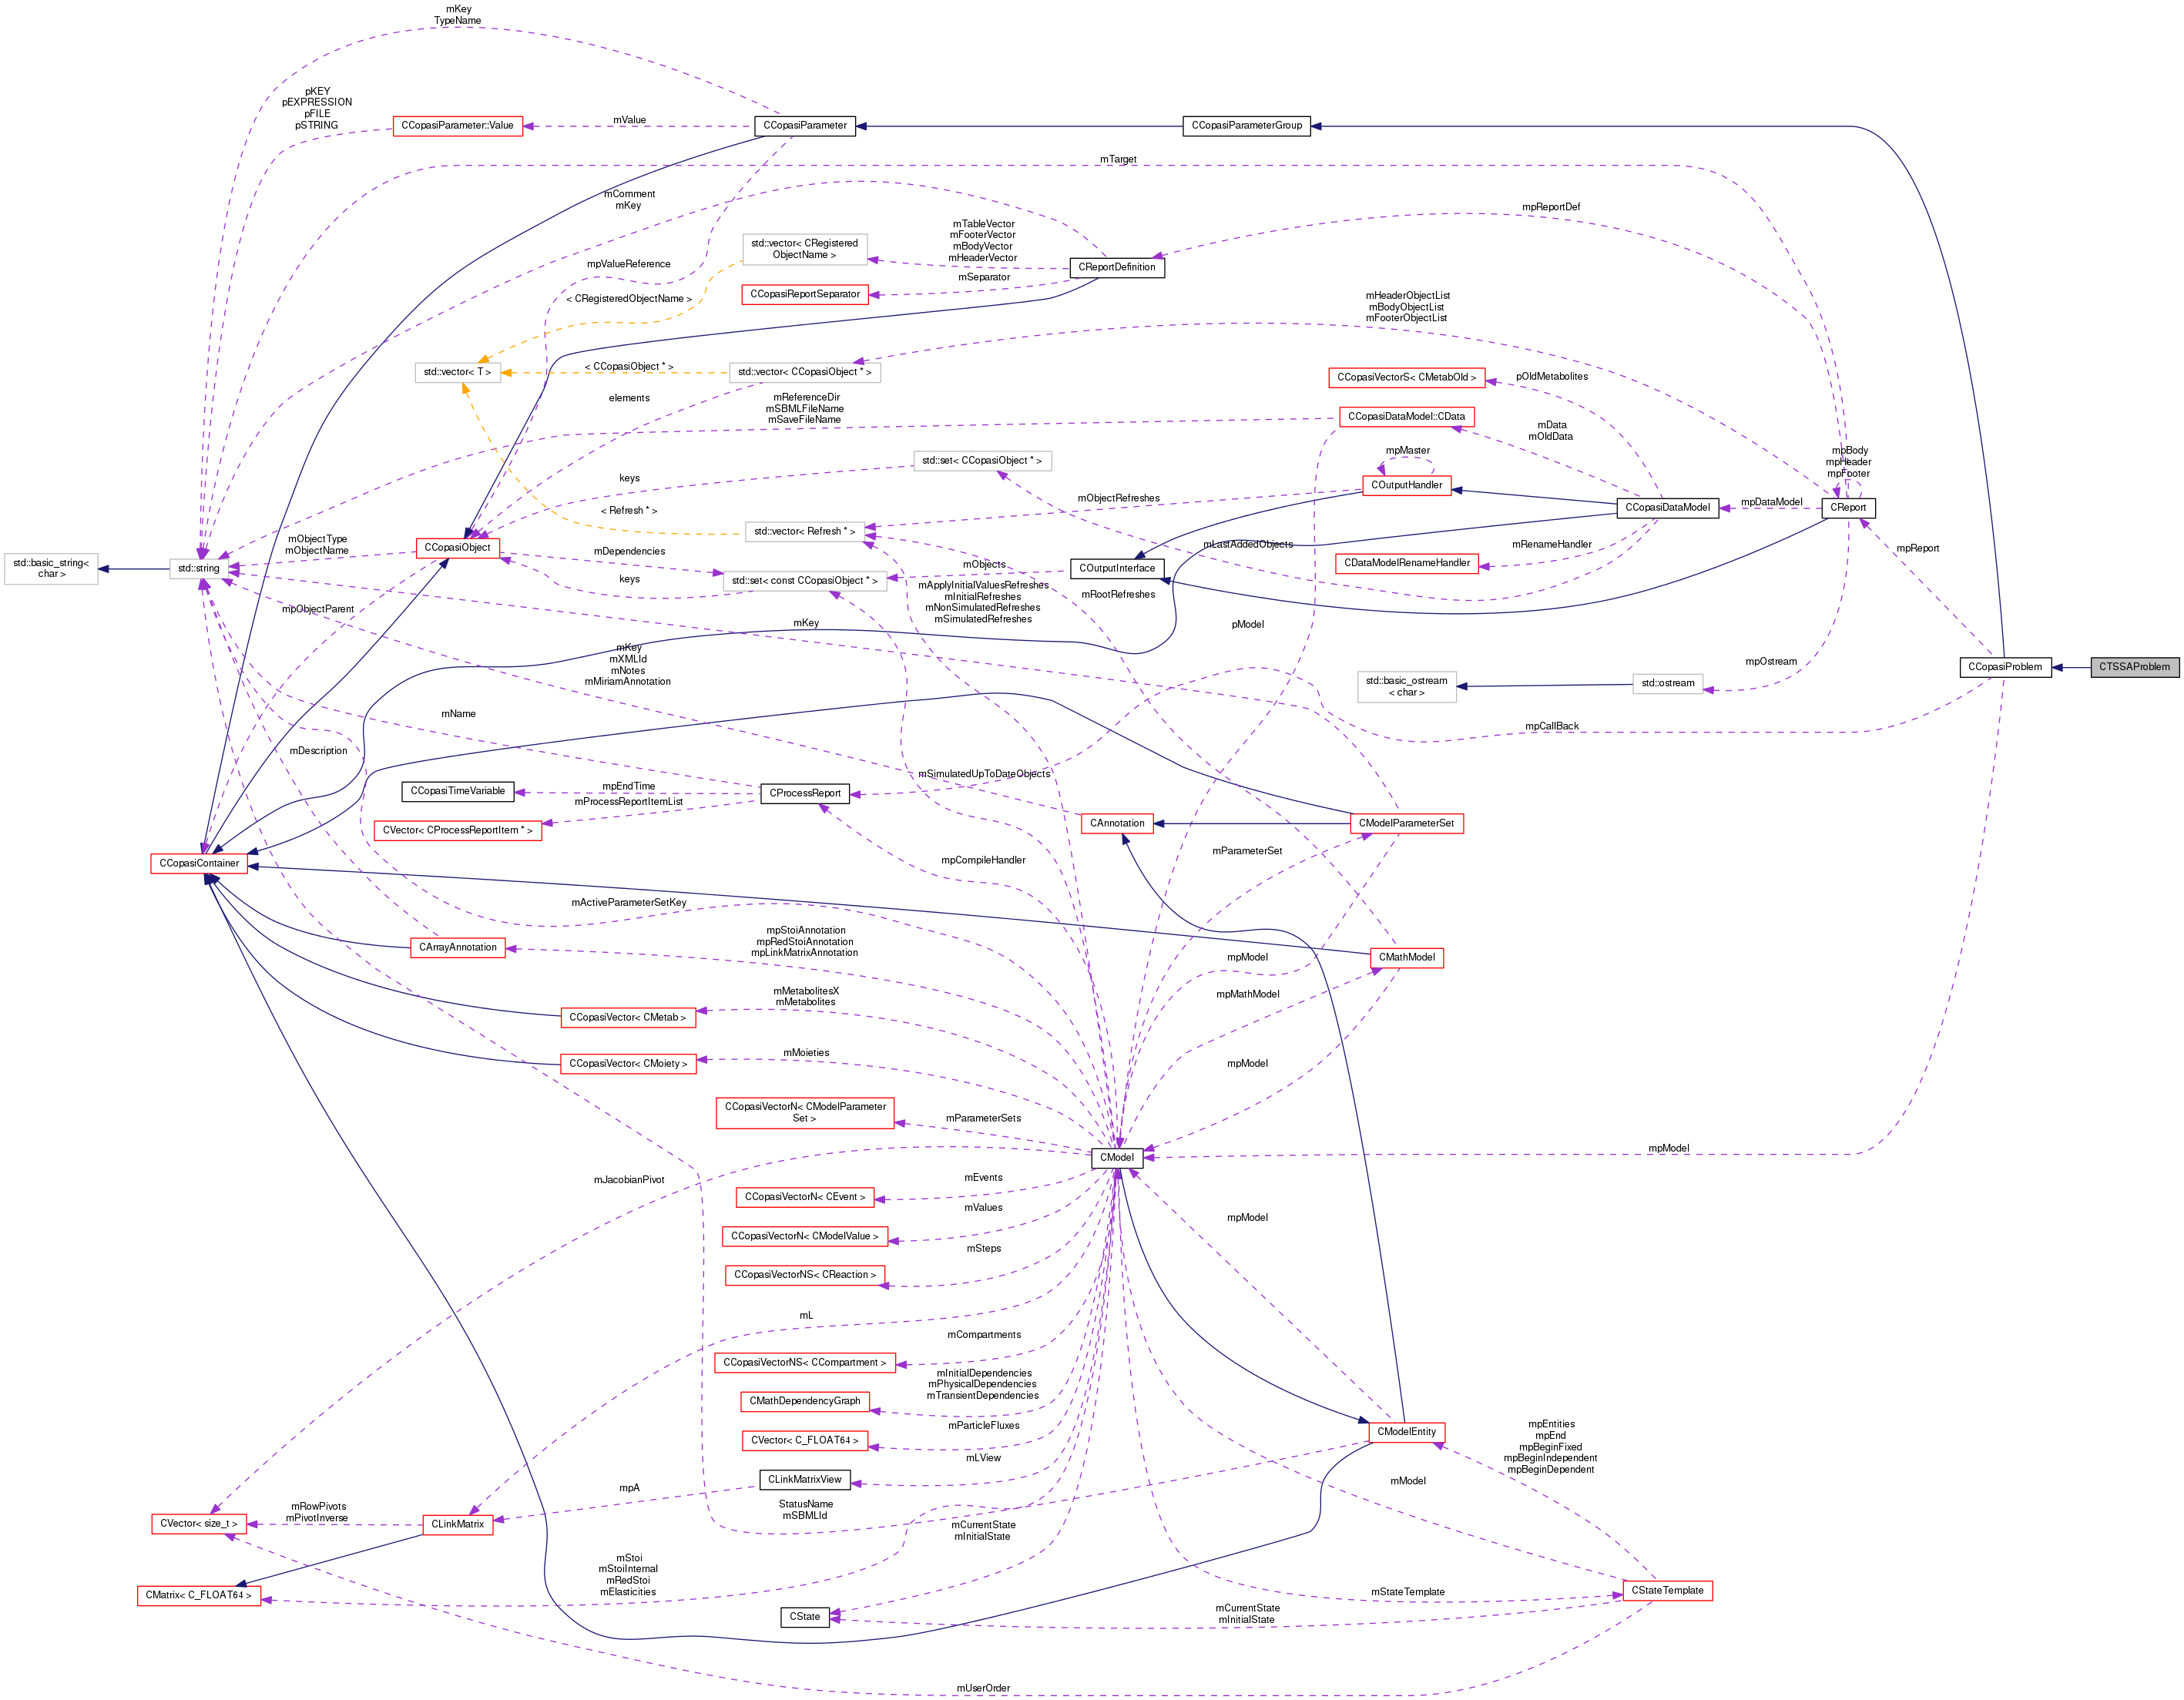 mKey
TypeName
pKEY
pEXPRESSION
pFILE
pSTRING
CCopasiParameter::Value
mValue
CCopasiParameter
CCopasiParameterGroup
mTarget
mComment
mKey
mpReportDef
mTableVector
mFooterVector
mBodyVector
mHeaderVector
std::vector< CRegistered
ObjectName >
mpValueReference
CReportDefinition
mSeparator
CCopasiReportSeparator
< CRegisteredObjectName >
mHeaderObjectList
mBodyObjectList
mFooterObjectList
std::vector< T >
< CCopasiObject * >
std::vector< CCopasiObject * >
CCopasiVectorS< CMetabOld >
pOldMetabolites
elements
mReferenceDir
mSBMLFileName
mSaveFileName
CCopasiDataModel::CData
mData
mOldData
mpMaster
mpBody
mpHeader
mpFooter
std::set< CCopasiObject * >
keys
COutputHandler
mObjectRefreshes
mpDataModel
CCopasiDataModel
CReport
< Refresh * >
std::vector< Refresh * >
mObjectType
mObjectName
CCopasiObject
mDependencies
mLastAddedObjects
mRenameHandler
mpReport
std::basic_string<
char >
std::string
keys
std::set< const CCopasiObject * >
mObjects
COutputInterface
CDataModelRenameHandler
mpObjectParent
mApplyInitialValuesRefreshes
mInitialRefreshes
mNonSimulatedRefreshes
mSimulatedRefreshes
mRootRefreshes
mKey
pModel
mKey
mXMLId
mNotes
mMiriamAnnotation
mpOstream
CCopasiProblem
CTSSAProblem
std::basic_ostream
< char >
std::ostream
mName
mpCallBack
mDescription
mSimulatedUpToDateObjects
CCopasiTimeVariable
mpEndTime
CProcessReport
mProcessReportItemList
CVector< CProcessReportItem * >
CAnnotation
CModelParameterSet
CCopasiContainer
mpCompileHandler
mParameterSet
mActiveParameterSetKey
CArrayAnnotation
mpStoiAnnotation
mpRedStoiAnnotation
mpLinkMatrixAnnotation
mpModel
CMathModel
mMetabolitesX
mMetabolites
mpMathModel
CCopasiVector< CMetab >
mMoieties
CCopasiVector< CMoiety >
mpModel
CCopasiVectorN< CModelParameter
Set >
mParameterSets
CModel
mpModel
mJacobianPivot
mEvents
CCopasiVectorN< CEvent >
mValues
mpModel
CCopasiVectorN< CModelValue >
mSteps
CCopasiVectorNS< CReaction >
mL
mCompartments
CCopasiVectorNS< CCompartment >
mInitialDependencies
mPhysicalDependencies
mTransientDependencies
CMathDependencyGraph
mParticleFluxes
CVector< C_FLOAT64 >
CModelEntity
mpEntities
mpEnd
mpBeginFixed
mpBeginIndependent
mpBeginDependent
mLView
CLinkMatrixView
mpA
mModel
StatusName
mSBMLId
mRowPivots
mPivotInverse
CVector< size_t >
CLinkMatrix
mCurrentState
mInitialState
mStoi
mStoiInternal
mRedStoi
mElasticities
CMatrix< C_FLOAT64 >
mStateTemplate
CStateTemplate
CState
mCurrentState
mInitialState
mUserOrder